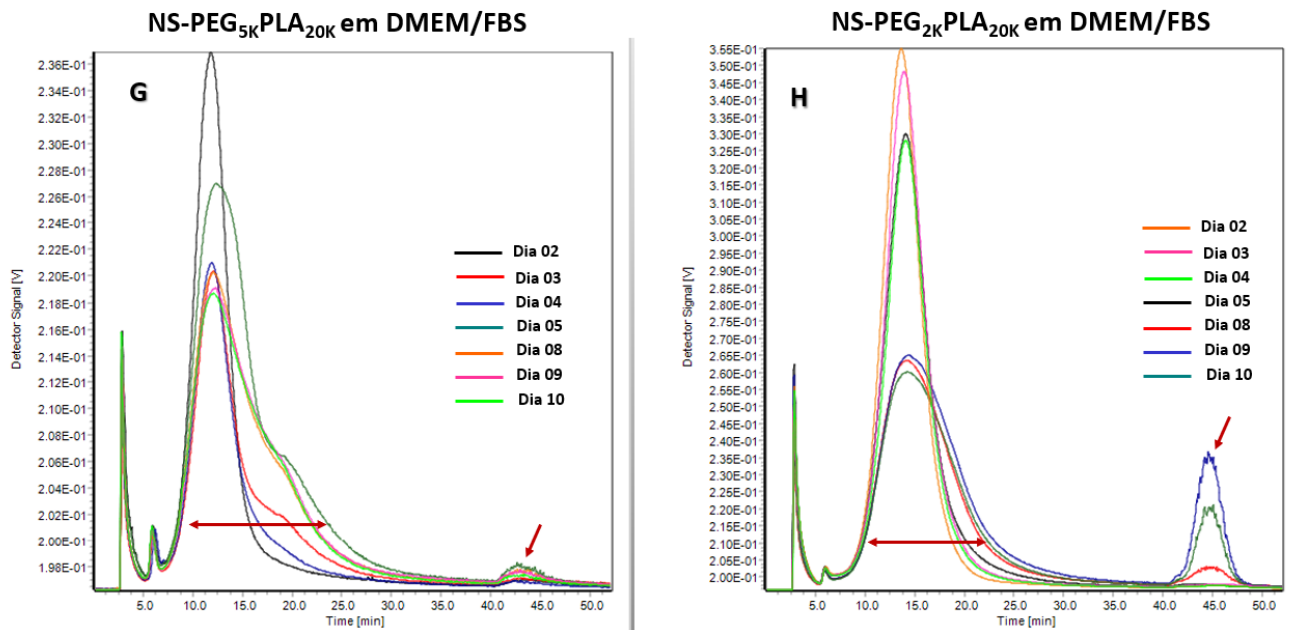 NS-PEG5KPLA20K em DMEM/FBS
G
2.36E-01
2.34E-01
2.32E-01
2.30E-01
2.28E-01
2.26E-01
2.24E-01
2.22E-01
2.20E-01
2.18E-01
2.16E-01
2.14E-01
2.12E-01
2.10E-01
2.08E-01
2.06E-01
2.04E-01
2.02E-01
2.00E-01
1.98E-01
Detector Signal [V]
Dia 02
Dia 03
Dia 04
Dia 05
Dia 08
Dia 09
Dia 10
5.0 10.0 15.0 20.0 25.0 30.0 35.0 40.0 45.0 50.0
Time [min]
NS-PEG2KPLA20K em DMEM/FBS
H
3.55E-01
3.50E-01
3.45E-01
3.40E-01
3.35E-01
3.30E-01
3.25E-01
3.20E-01
3.15E-01
3.10E-01
3.05E-01
3.00E-01
2.95E-01
2.90E-01
2.85E-01
2.80E-01
2.75E-01
2.70E-01
2.65E-01
2.60E-01
2.55E-01
2.50E-01
2.45E-01
2.40E-01
2.35E-01
2.30E-01
2.25E-01
2.20E-01
2.15E-01
2.10E-01
2.05E-01
2.00E-01
Detector Signal [V]
Dia 02
Dia 03
Dia 04
Dia 05
Dia 08
Dia 09
Dia 10
5.0 10.0 15.0 20.0 25.0 30.0 35.0 40.0 45.0 50.0
Time [min]